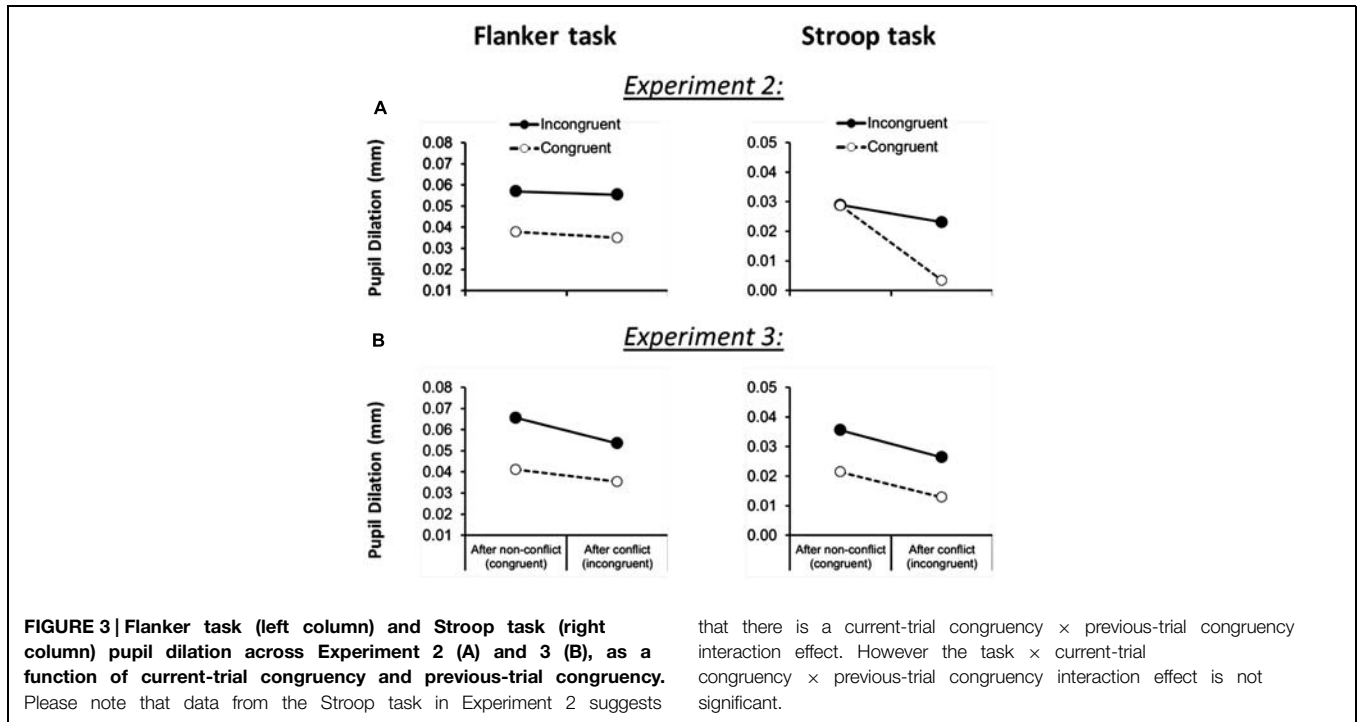 Flanker task
Stroop task
Experiment 2:
A
Incongruent
Congruent
Pupil Dilation (mm)
0.08
0.07
0.06
0.05
0.04
0.03
0.02
0.01
Incongruent
Congruent
0.05
0.04
0.03
0.02
0.01
0.00
B
Experiment 3:
Pupil Dilation (mm)
0.08
0.07
0.06
0.05
0.04
0.03
0.02
0.01
After non-conflict
(congruent)
After conflict
(incongruent)
0.05
0.04
0.03
0.02
0.01
0.00
After non-conflict
(congruent)
After conflict
(incongruent)
FIGURE 3 | Flanker task (left column) and Stroop task (right
column) pupil dilation across Experiment 2 (A) and 3 (B), as a
function of current-trial congruency and previous-trial congruency.
Please note that data from the Stroop task in Experiment 2 suggests
that there is a current-trial congruency × previous-trial congruency
interaction effect. However the task × current-trial
congruency × previous-trial congruency interaction effect is not
significant.